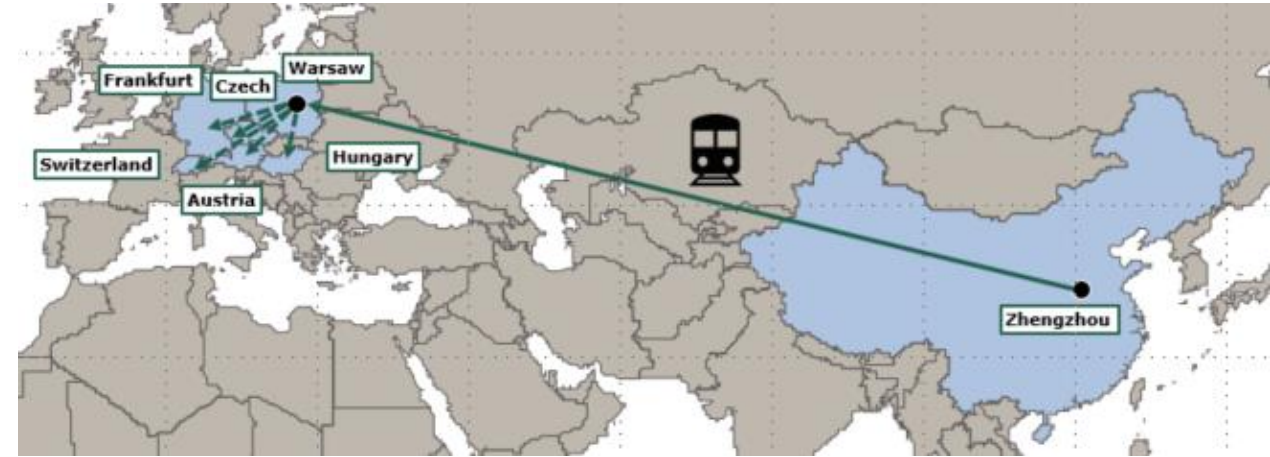 Warsaw
Frankfurt
Czech
Switzerland
Hungary
Austria
Zhengzhou